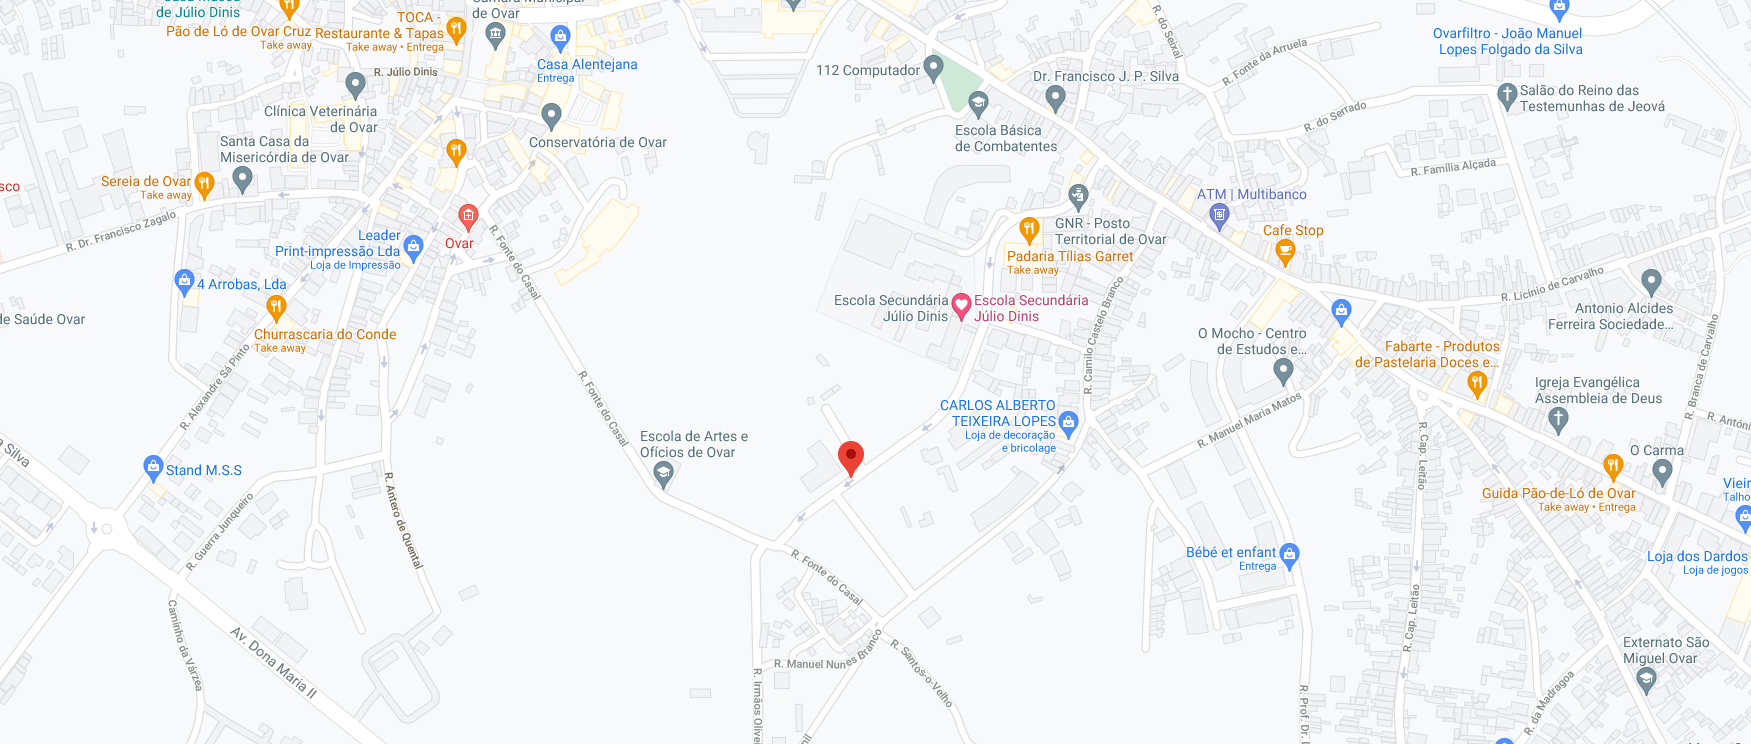 Casa Museu
de Júlio Dinis
Pão de Ló de Ovar Cruz
Take away
TOCA -
Restaurante & Tapas
Take away • Entrega
Câmara Municipal
de Ovar
Casa Alentejana
Entrega
R. Júlio Dinis
Clínica Veterinária
de Ovar
Conservatória de Ovar
Santa Casa da
Misericórdia de Ovar
Sereia de Ovar
Take away
sco
R. Dr. Francisco Zagalo
Leader
Print-impressão Lda
Loja de Impressão
Ovar
R. Fonte do Casal
4 Arrobas, Lda
de Saúde Ovar
Churrascaria do Conde
Take away
R. Alexandre Sá Pinto
R. Fonte do Casal
Escola de Artes e
Ofícios de Ovar
a Silva
Stand M.S.S
R. Guerra Junqueiro
R. Antero de Quental
Caminho da Várzea
Av. Dona Maria II
112 Computador
Dr. Francisco J. P. Silva
Escola Básica
de Combatentes
R. do Seixal
R. Fonte da Arruela
Ovarfiltro - João Manuel
Lopes Folgado da Silva
Salão do Reino das
Testemunhas de Jeová
R. do Serrado
R. Família Alçada
ATM | Multibanco
GNR - Posto
Territorial de Ovar
Padaria Tílias Garret
Take away
Cafe Stop
Escola Secundária
Júlio Dinis
Escola Secundária
Júlio Dinis
R. Camilo Castelo Branco
R. Licínio de Carvalho
Antonio Alcides
Ferreira Sociedade...
O Mocho - Centro
de Estudos e...
Fabarte - Produtos
de Pastelaria Doces e...
R. Branca de Carvalho
Igreja Evangélica
Assembleia de Deus
CARLOS ALBERTO
TEIXEIRA LOPES
Loja de decoração
e bricolage
R. Manuel Maria Matos
R. Cap. Leitão
R. Antóni
O Carma
Guida Pão-de-Ló de Ovar
Take away • Entrega
Vieir
Talho
Bébé et enfant
Entrega
Loja dos Dardos
Loja de jogos
R. Fonte do Casal
R. Cap. Leitão
R. Manuel Nunes Branco
R. Santos-o-Velho
R. Irmãos Oliveir
R. Prof. Dr. E
Externato São
Miguel Ovar
R. da Madragoa